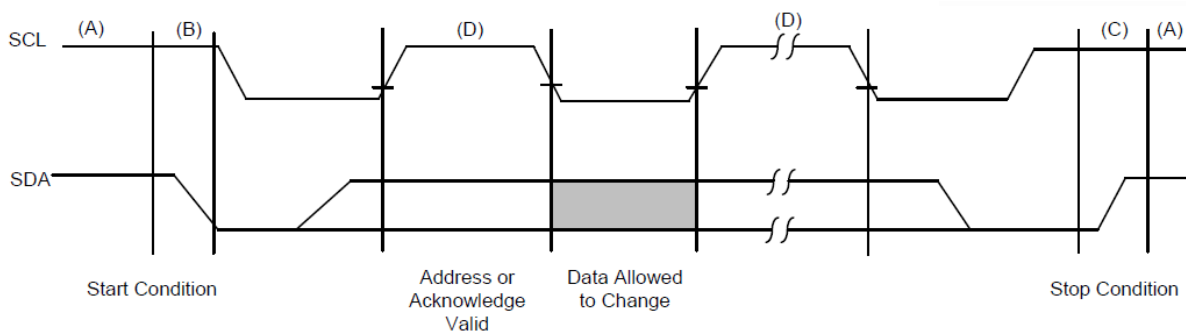 (A) (B) (D) (D) (C) (A)
SCL
SDA
Start Condition
Address or
Acknowledge
Valid
Data Allowed
to Change
Stop Condition